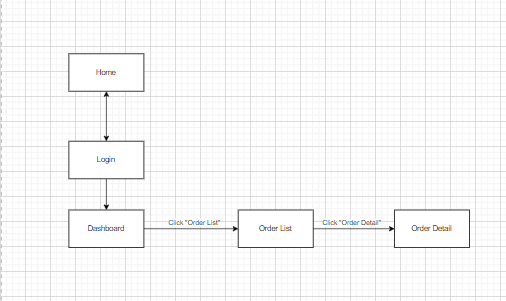 Home
Login
Dashboard
Click "Order List"
Order List
Click "Order Detail"
Order Detail